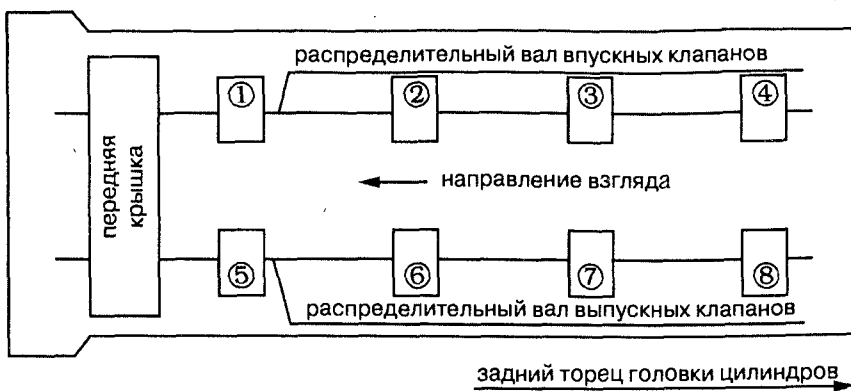 распределительный вал впускных клапанов
① ② ③ ④
передняя
крышка
направление взгляда
⑤ ⑥ ⑦ ⑧
распределительный вал выпускных клапанов
задний торец головки цилиндров